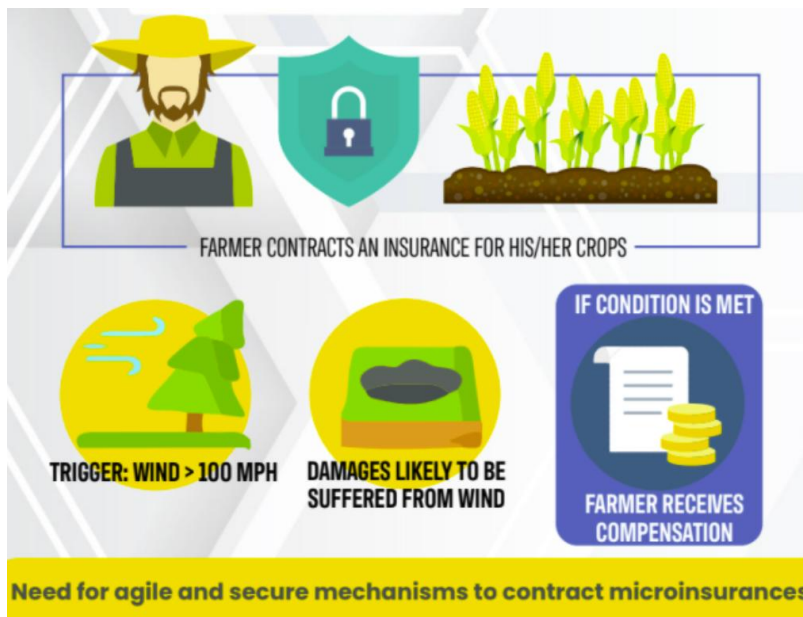 FARMER CONTRACTS AN INSURANCE FOR HIS/HER CROPS
TRIGGER: WIND > 100 MPH
DAMAGES LIKELY TO BE
SUFFERED FROM WIND
IF CONDITION IS MET
FARMER RECEIVES
COMPENSATION
Need for agile and secure mechanisms to contract microinsurances